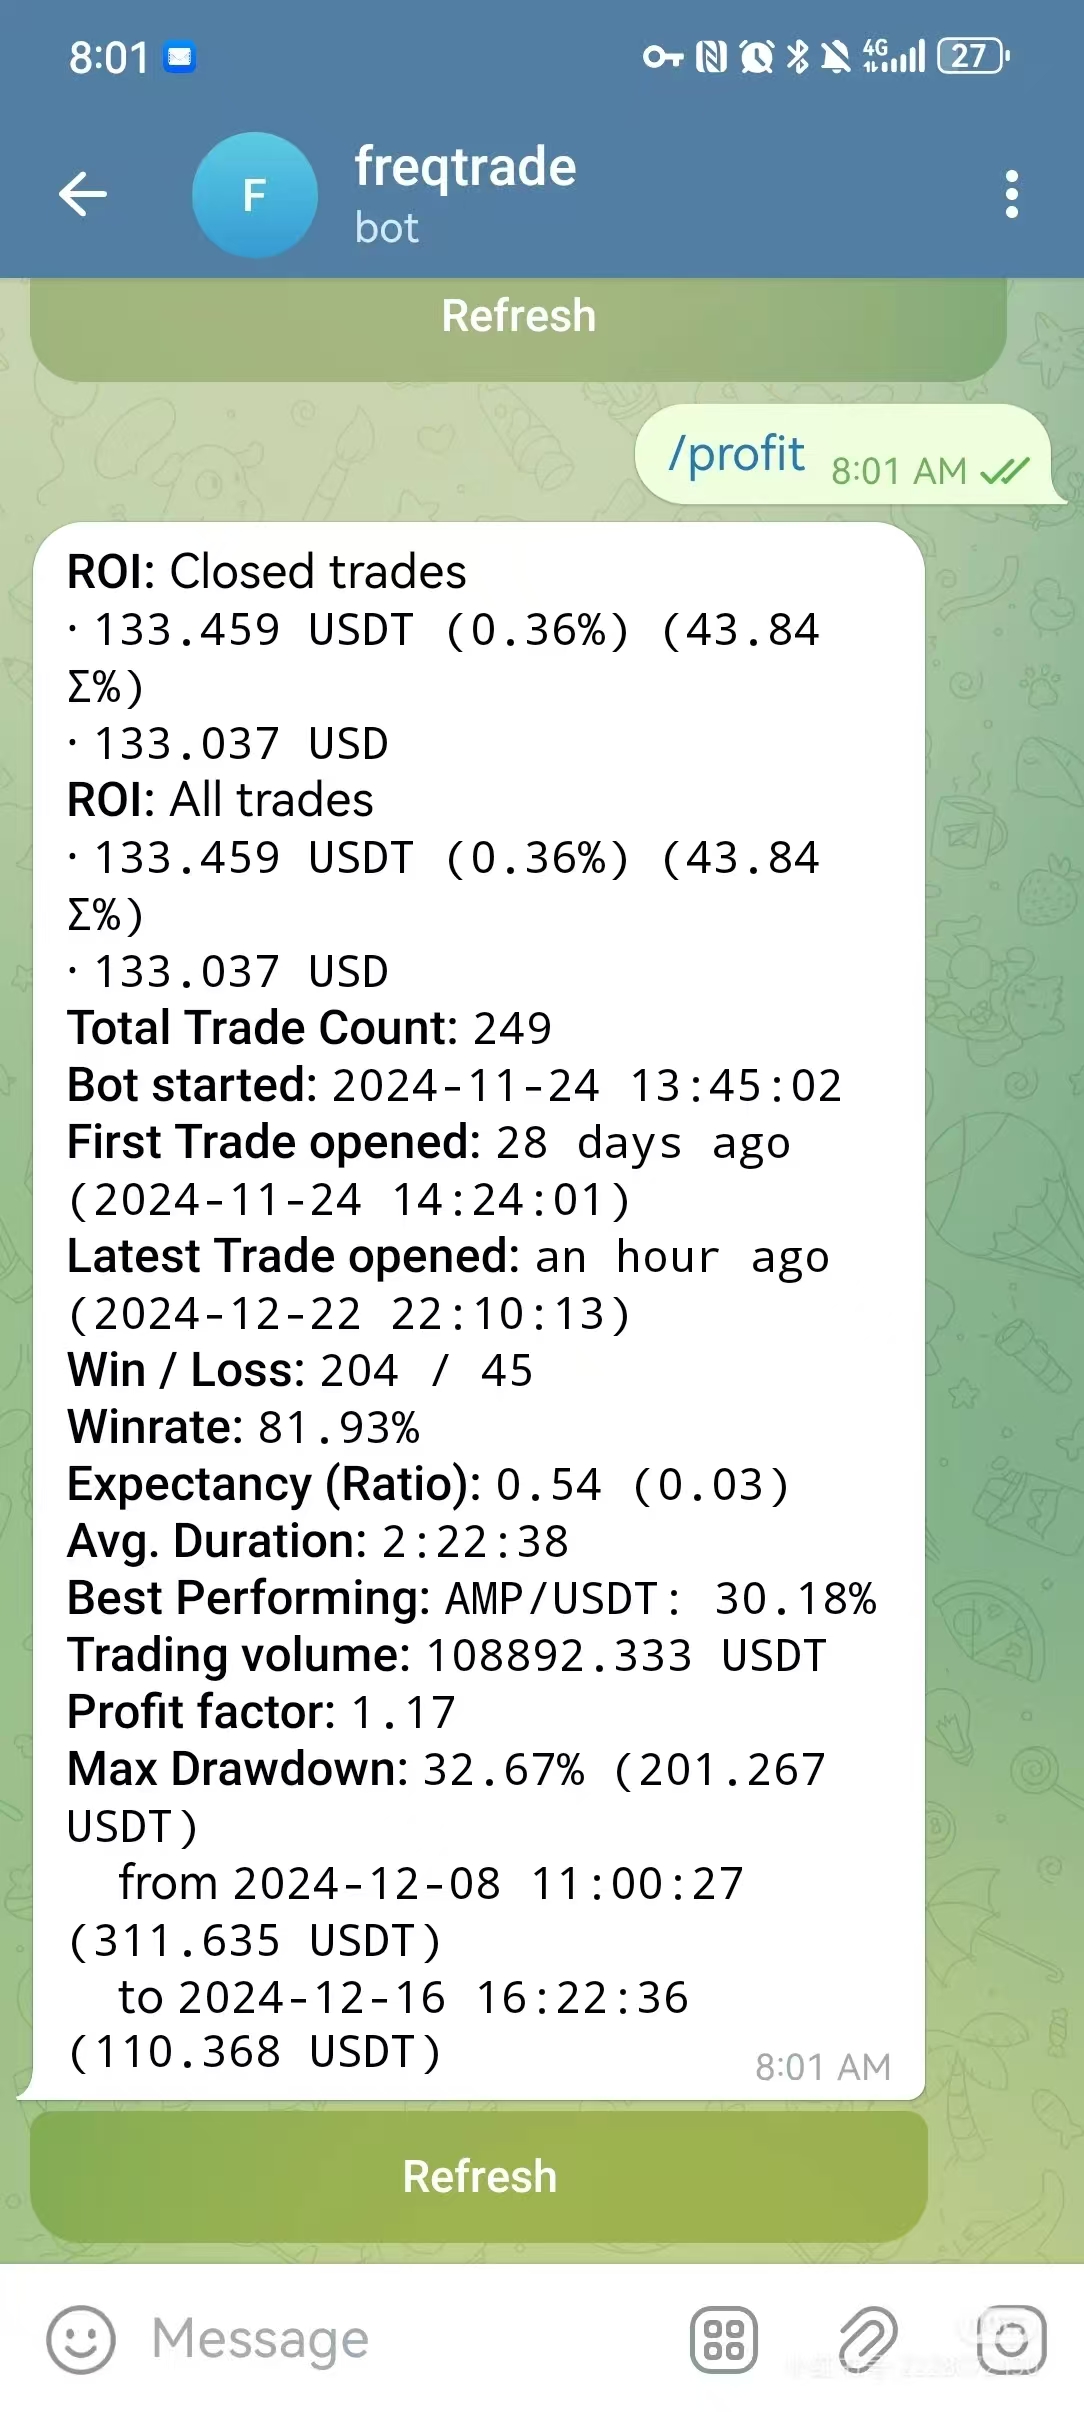 8:01
4G
27
F
freqtrade
bot
Refresh
/profit 8:01 AM
ROI: Closed trades
· 133.459 USDT (0.36%) (43.84
Σ%)
· 133.037 USD
ROI: All trades
· 133.459 USDT (0.36%) (43.84
Σ%)
· 133.037 USD
Total Trade Count: 249
Bot started: 2024-11-24 13:45:02
First Trade opened: 28 days ago
(2024-11-24 14:24:01)
Latest Trade opened: an hour ago
(2024-12-22 22:10:13)
Win / Loss: 204 / 45
Winrate: 81.93%
Expectancy (Ratio): 0.54 (0.03)
Avg. Duration: 2:22:38
Best Performing: AMP/USDT: 30.18%
Trading volume: 108892.333 USDT
Profit factor: 1.17
Max Drawdown: 32.67% (201.267
USDT)
from 2024-12-08 11:00:27
(311.635 USDT)
to 2024-12-16 16:22:36
(110.368 USDT)
8:01 AM
Refresh
Message